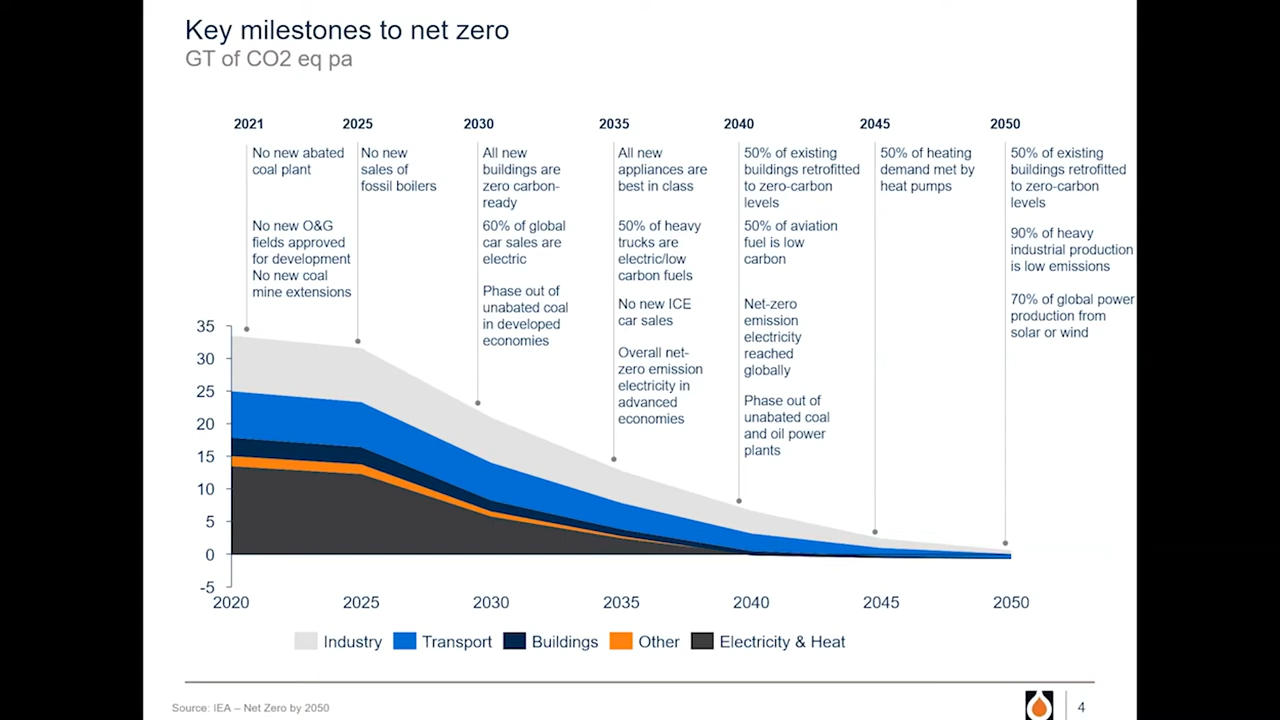 Key milestones to net zero
GT of CO2 eq pa
2021
No new abated
coal plant
No new O&G
fields approved
for development
No new coal
mine extensions
2025
No new
sales of
fossil boilers
2030
All new
buildings are
zero carbon-
ready
60% of global
car sales are
electric
Phase out of
unabated coal
in developed
economies
2035
All new
appliances are
best in class
50% of heavy
trucks are
electric/low
carbon fuels
No new ICE
car sales
Overall net-
zero emission
electricity in
advanced
economies
2040
50% of existing
buildings retrofitted
to zero-carbon
levels
50% of aviation
fuel is low
carbon
Net-zero
emission
electricity
reached
globally
Phase out of
unabated coal
and oil power
plants
2045
50% of heating
demand met by
heat pumps
2050
50% of existing
buildings retrofitted
to zero-carbon
levels
90% of heavy
industrial production
is low emissions
70% of global power
production from
solar or wind
35
30
25
20
15
10
5
0
-5
2020 2025 2030 2035 2040 2045 2050
Industry Transport Buildings Other Electricity & Heat
Source: IEA – Net Zero by 2050
4